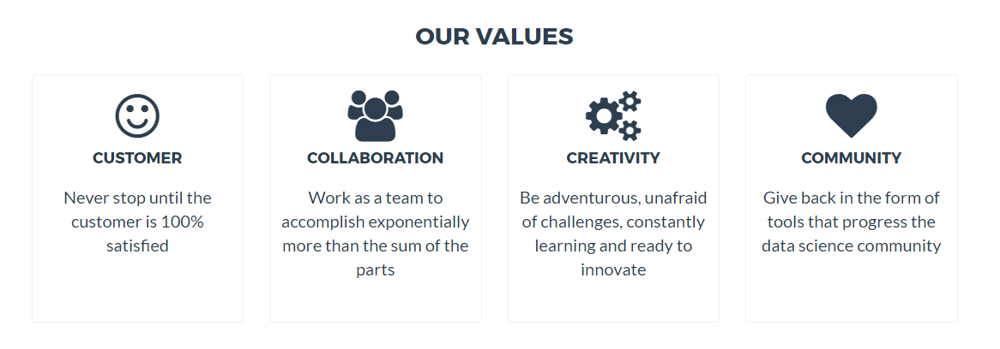 OUR VALUES
CUSTOMER
Never stop until the
customer is 100%
satisfied
COLLABORATION
Work as a team to
accomplish exponentially
more than the sum of the
parts
CREATIVITY
Be adventurous, unafraid
of challenges, constantly
learning and ready to
innovate
COMMUNITY
Give back in the form of
tools that progress the
data science community